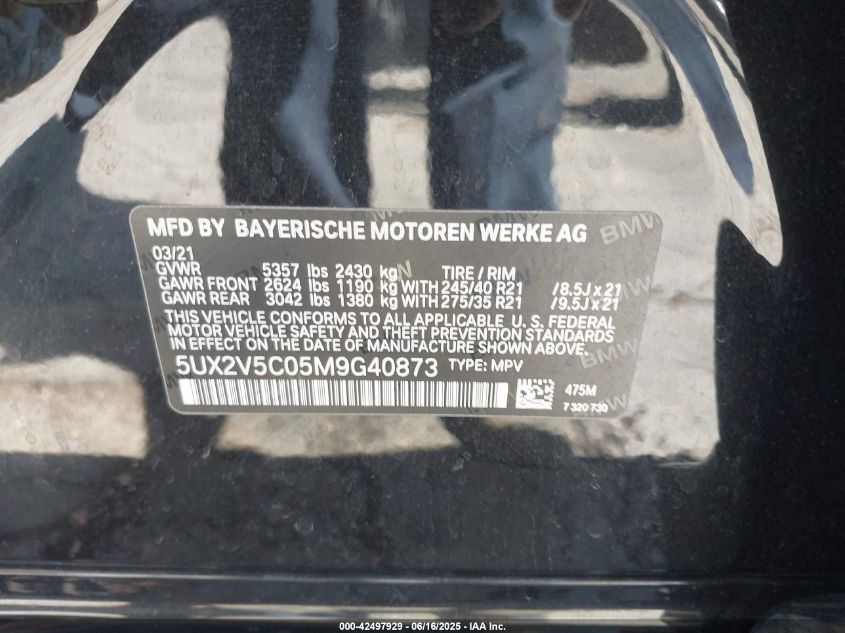 MFD BY BAYERISCHE MOTOREN WERKE AG
03/21
GVWR 5357 lbs 2430 kg TIRE / RIM
GAWR FRONT 2624 lbs 1190 kg WITH 245/40 R21 /8.5J x 21
GAWR REAR 3042 lbs 1380 kg WITH 275/35 R21 /9.5J x 21
THIS VEHICLE CONFORMS TO ALL APPLICABLE U. S. FEDERAL
MOTOR VEHICLE SAFETY AND THEFT PREVENTION STANDARDS
IN EFFECT ON THE DATE OF MANUFACTURE SHOWN ABOVE.
5UX2V5C05M9G40873 TYPE: MPV
475M
7 320 730
BMW
BMW
BMW
000-42497929 - 06/16/2025 - IAA Inc.